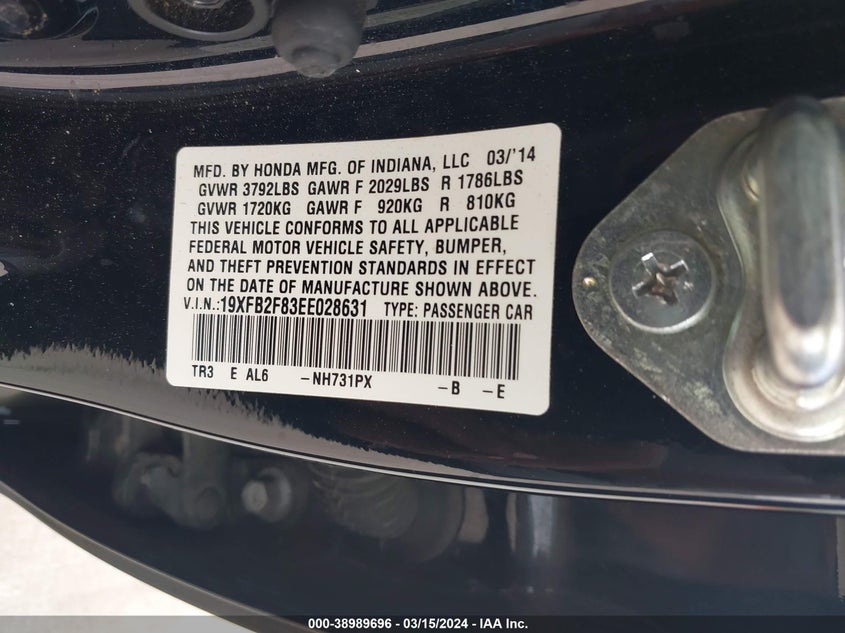 MFD. BY HONDA MFG. OF INDIANA, LLC 03/'14
GVWR 3792LBS GAWR F 2029LBS R 1786LBS
GVWR 1720KG GAWR F 920KG R 810KG
THIS VEHICLE CONFORMS TO ALL APPLICABLE
FEDERAL MOTOR VEHICLE SAFETY, BUMPER,
AND THEFT PREVENTION STANDARDS IN EFFECT
ON THE DATE OF MANUFACTURE SHOWN ABOVE.
V.I.N.:19XFB2F83EE028631 TYPE: PASSENGER CAR
TR3 E AL6 -NH731PX -B -E
000-38989696 - 03/15/2024 - IAA Inc.